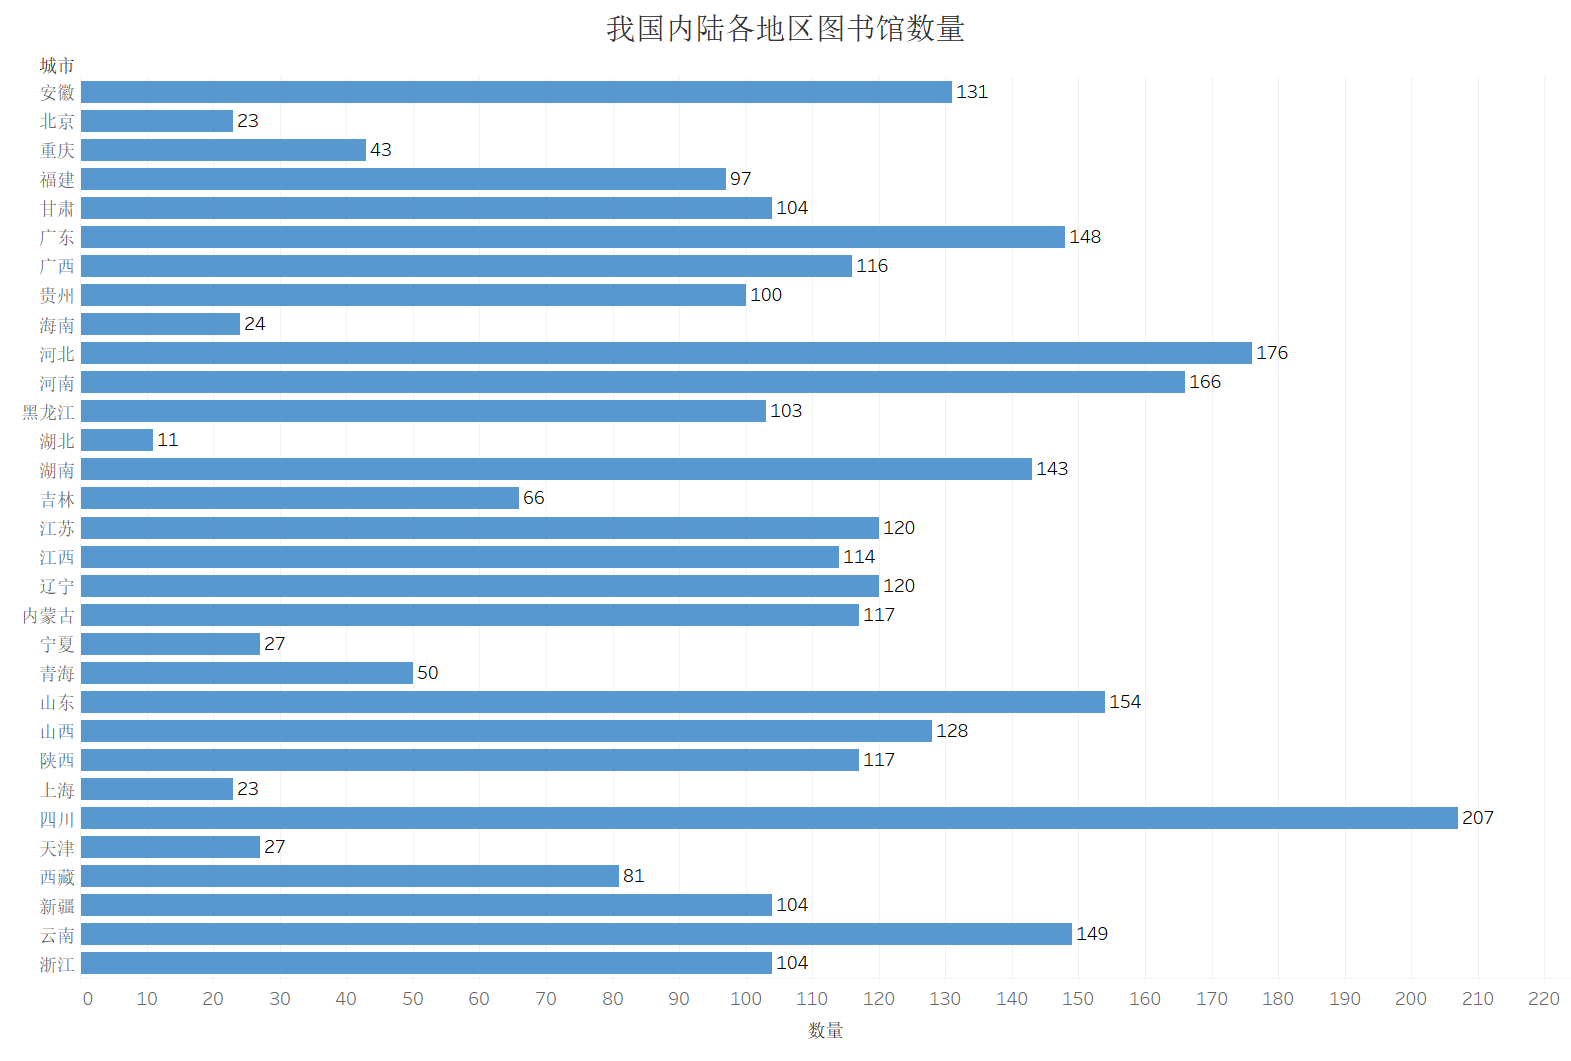 我国内陆各地区图书馆数量
城市
安徽 131
北京 23
重庆 43
福建 97
甘肃 104
广东 148
广西 116
贵州 100
海南 24
河北 176
河南 166
黑龙江 103
湖北 11
湖南 143
吉林 66
江苏 120
江西 114
辽宁 120
内蒙古 117
宁夏 27
青海 50
山东 154
山西 128
陕西 117
上海 23
四川 207
天津 27
西藏 81
新疆 104
云南 149
浙江 104
0 10 20 30 40 50 60 70 80 90 100 110 120 130 140 150 160 170 180 190 200 210 220
数量